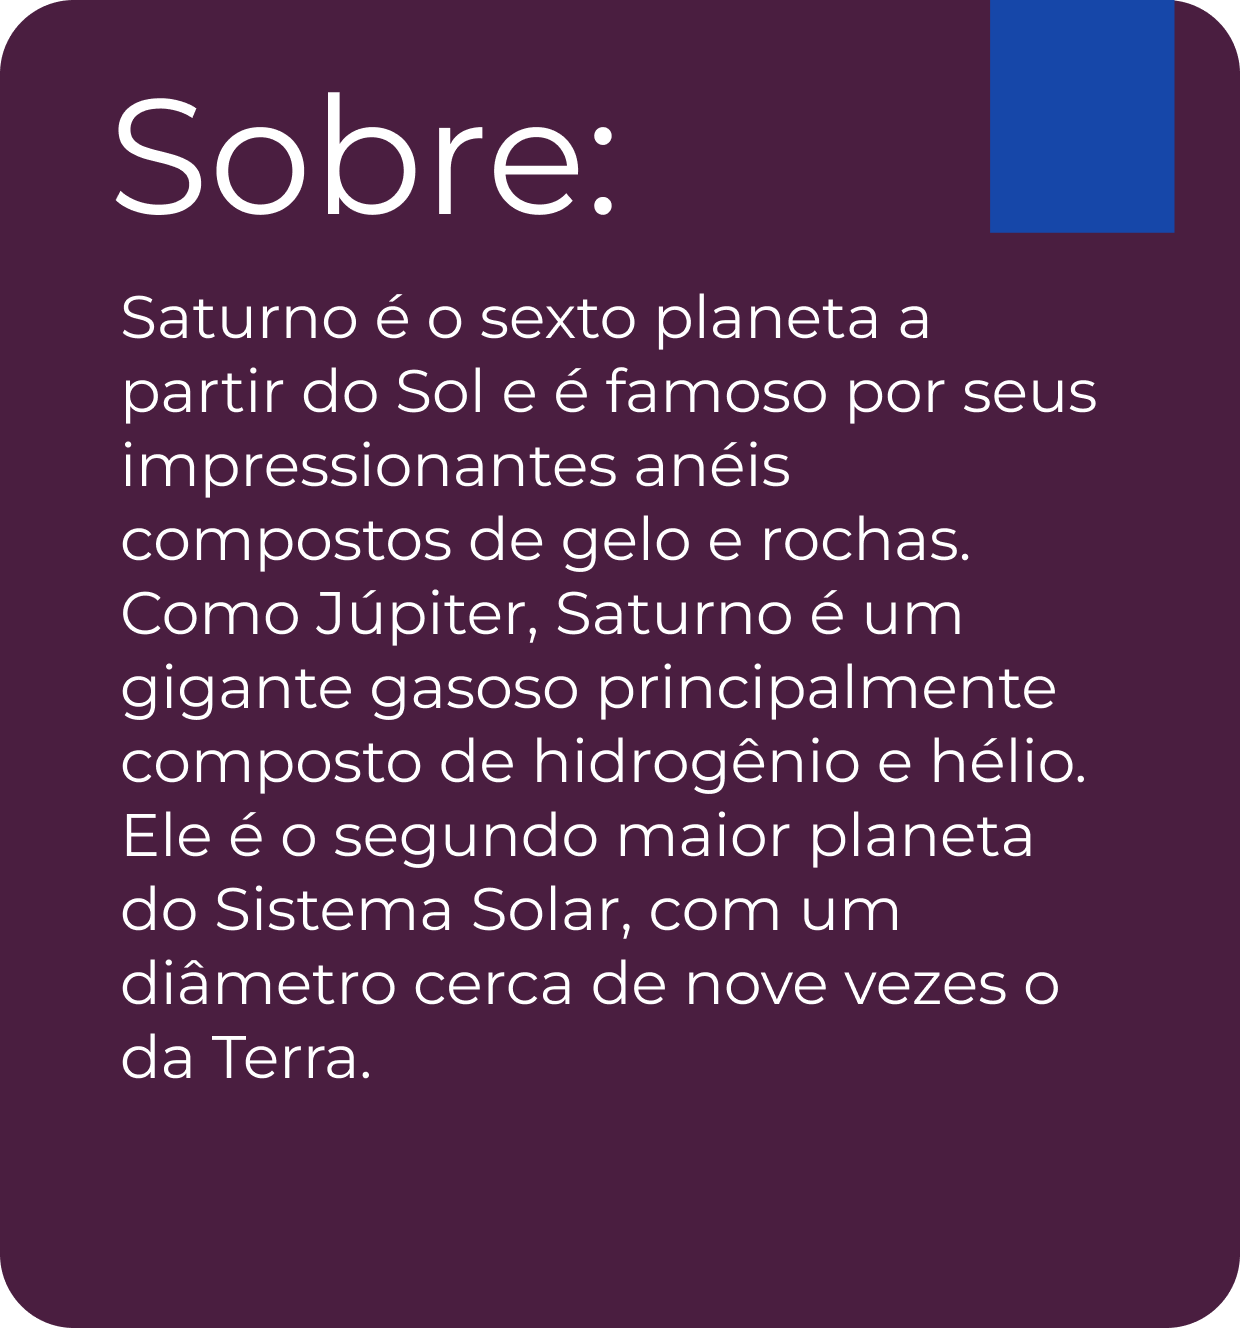 Sobre:
Saturno é o sexto planeta a
partir do Sol e é famoso por seus
impressionantes anéis
compostos de gelo e rochas.
Como Júpiter, Saturno é um
gigante gasoso principalmente
composto de hidrogênio e hélio.
Ele é o segundo maior planeta
do Sistema Solar, com um
diâmetro cerca de nove vezes o
da Terra.